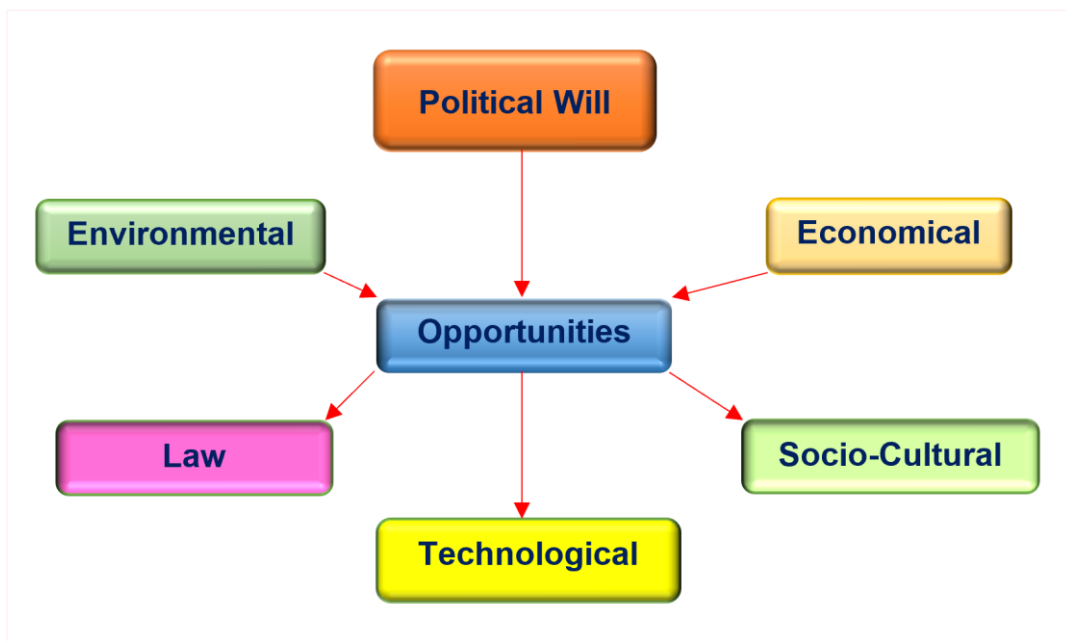 Political Will
Environmental
Economical
Opportunities
Law
Socio-Cultural
Technological